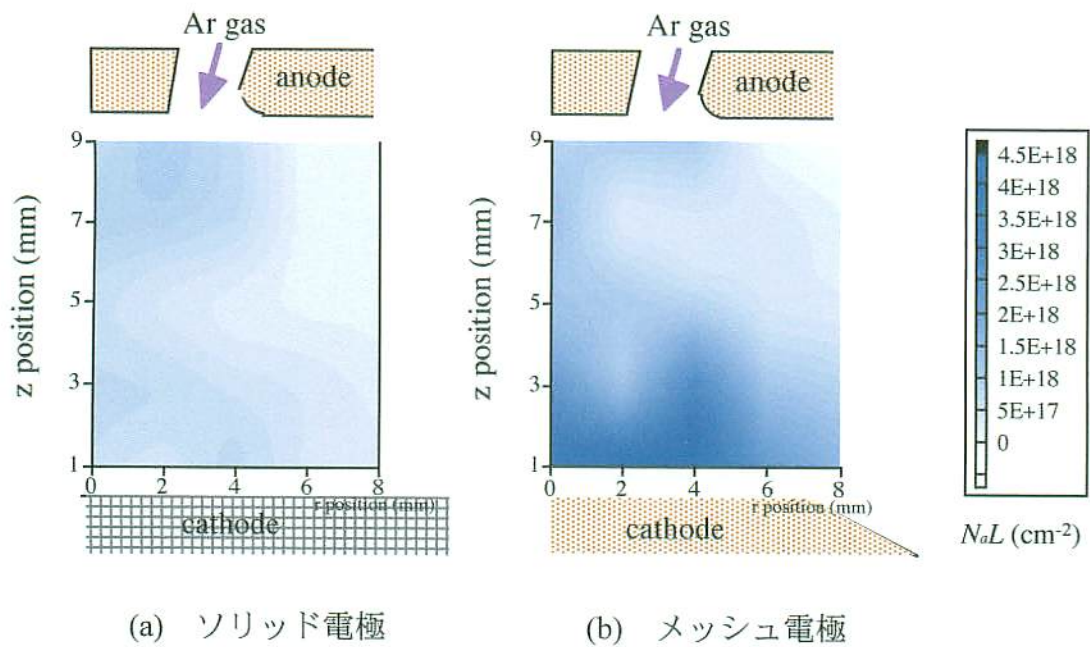 Ar gas
anode
9
7
5
3
1
z position (mm)
0
2
4
6
8
r position (mm)
cathode
(a) ソリッド電極
Ar gas
anode
9
7
5
3
1
z position (mm)
0
2
4
6
8
r position (mm)
cathode
(b) メッシュ電極
4.5E+18
4E+18
3.5E+18
3E+18
2.5E+18
2E+18
1.5E+18
1E+18
5E+17
0
NaL (cm-2)